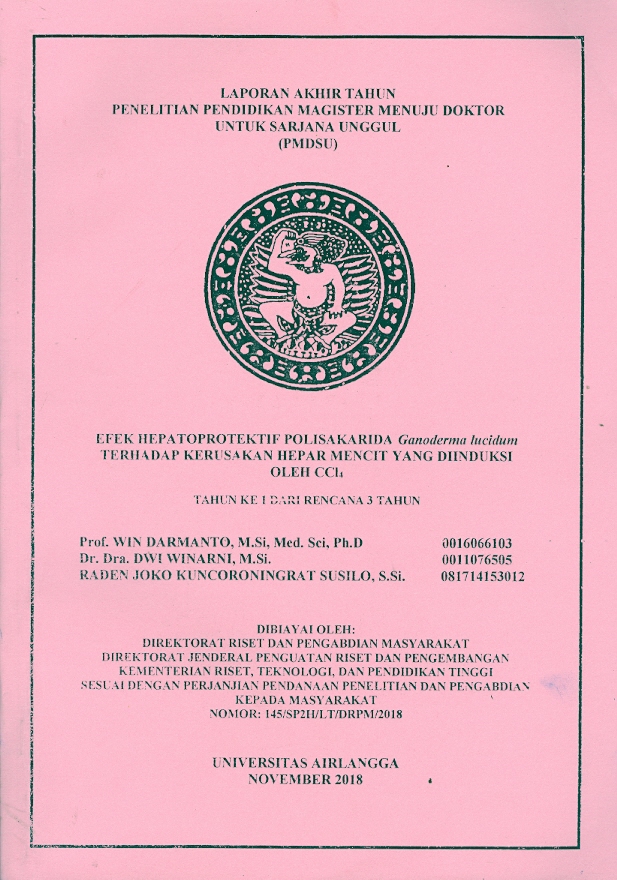 LAPORAN AKHIR TAHUN
PENELITIAN PENDIDIKAN MAGISTER MENUJU DOKTOR
UNTUK SARJANA UNGGUL
(PMDSU)
EFEK HEPATOPROTEKTIF POLISAKARIDA Ganoderma lucidum
TERHADAP KERUSAKAN HEPAR MENCIT YANG DIINDUKSI
OLEH CCl₄
TAHUN KE 1 DARI RENCANA 3 TAHUN
Prof. WIN DARMANTO, M.Si, Med. Sci, Ph.D 0016066103
Dr. Dra. DWI WINARNI, M.Si. 0011076505
RADEN JOKO KUNCORONINGRAT SUSILO, S.Si. 081714153012
DIBIAYAI OLEH:
DIREKTORAT RISET DAN PENGABDIAN MASYARAKAT
DIREKTORAT JENDERAL PENGUATAN RISET DAN PENGEMBANGAN
KEMENTERIAN RISET, TEKNOLOGI, DAN PENDIDIKAN TINGGI
SESUAI DENGAN PERJANJIAN PENDANAAN PENELITIAN DAN PENGABDIAN
KEPADA MASYARAKAT
NOMOR: 145/SP2H/LT/DRPM/2018
UNIVERSITAS AIRLANGGA
NOVEMBER 2018